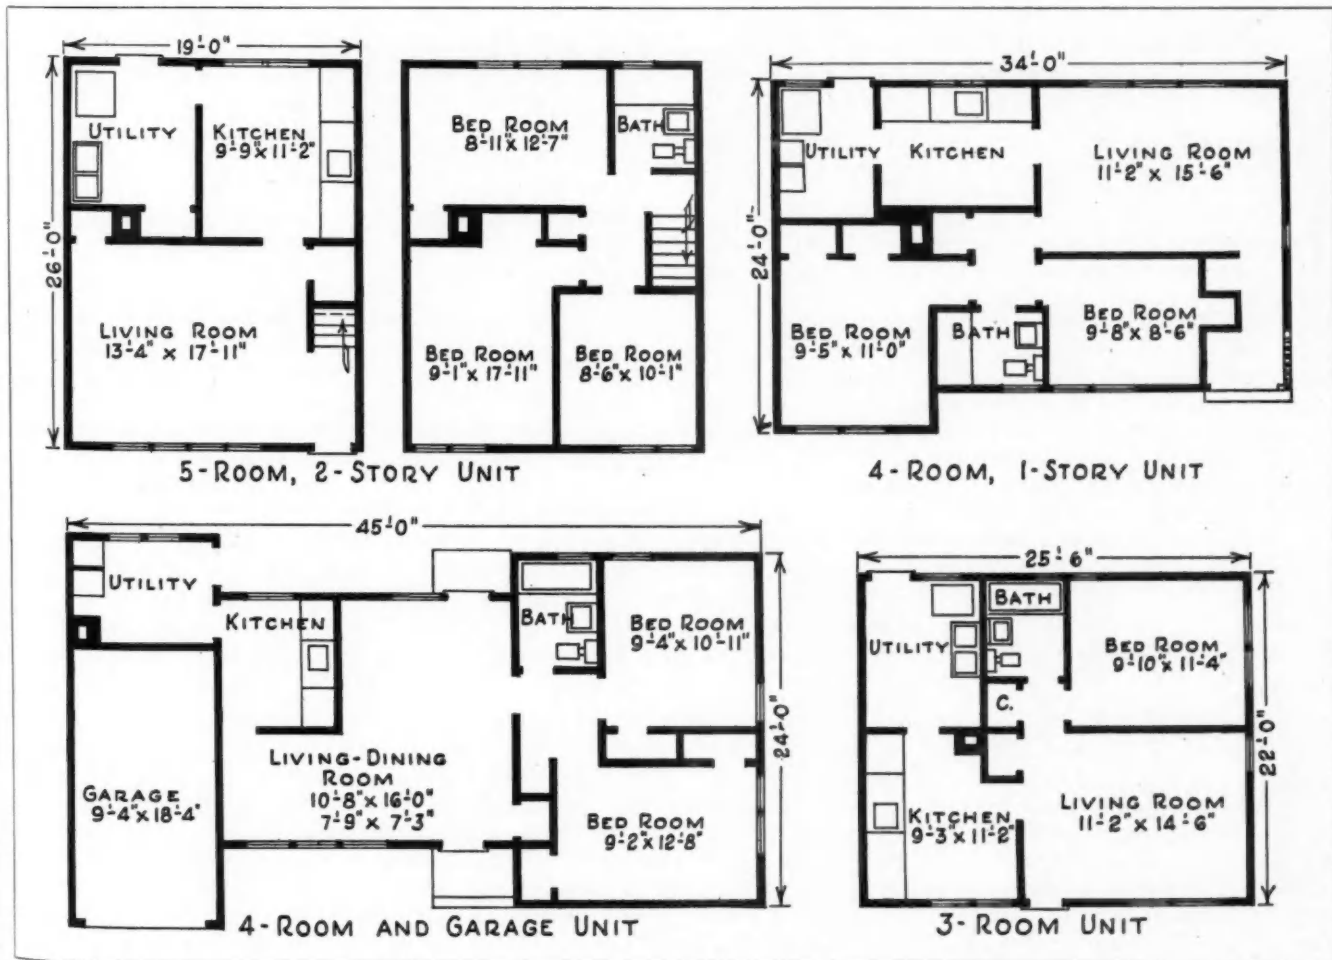 19'-0"
26'-0"
UTILITY
KITCHEN
9'-9" x 11'-2"
LIVING ROOM
13'-4" x 17'-11"
BED ROOM
8'-11" x 12'-7"
BATH
BED ROOM
9'-1" x 17'-11"
BED ROOM
8'-6" x 10'-1"
5-ROOM, 2-STORY UNIT
34'-0"
24'-0"
UTILITY
KITCHEN
LIVING ROOM
11'-2" x 15'-6"
BED ROOM
9'-5" x 11'-0"
BATH
BED ROOM
9'-8" x 8'-6"
4-ROOM, 1-STORY UNIT
45'-0"
UTILITY
KITCHEN
BATH
BED ROOM
9'-4" x 10'-11"
24'-0"
LIVING-DINING
ROOM
10'-8" x 16'-0"
7'-9" x 7'-3"
GARAGE
9'-4" x 18'-4"
BED ROOM
9'-2" x 12'-8"
4-ROOM AND GARAGE UNIT
25'-6"
BATH
UTILITY
BED ROOM
9'-10" x 11'-4"
C.
22'-0"
KITCHEN
9'-3" x 11'-2"
LIVING ROOM
11'-2" x 14'-6"
3-ROOM UNIT